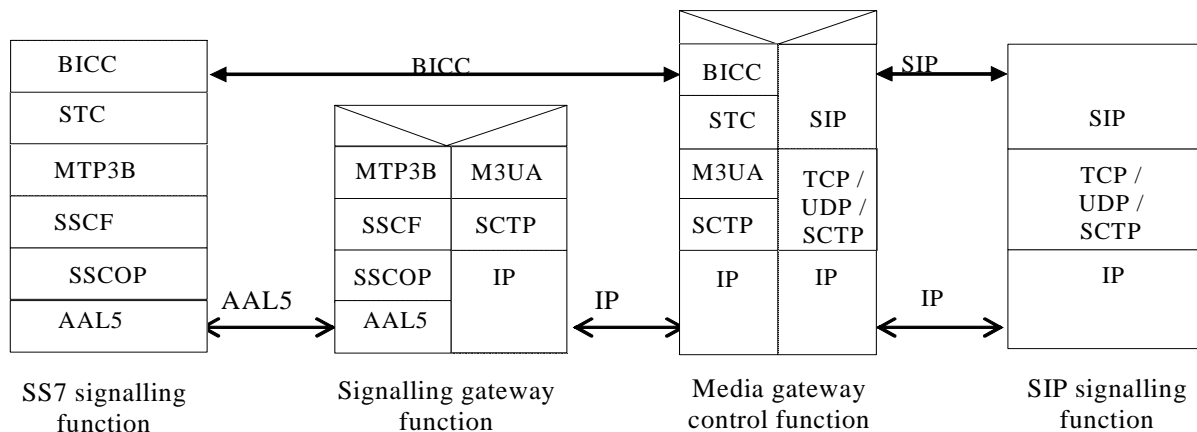 BICC
STC
MTP3B
SSCF
SSCOP
AAL5
BICC
AAL5
MTP3B
SSCF
SSCOP
AAL5
M3UA
SCTP
IP
IP
BICC
STC
M3UA
SCTP
IP
SIP
TCP /
UDP /
SCTP
IP
SIP
IP
SIP
TCP /
UDP /
SCTP
IP
SS7 signalling
function
Signalling gateway
function
Media gateway
control function
SIP signalling
function